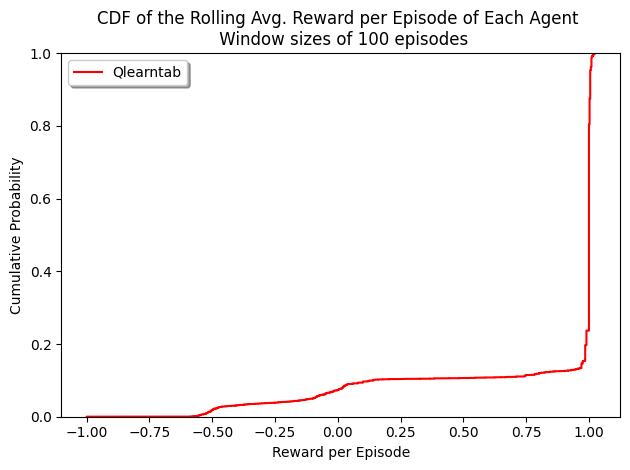 CDF of the Rolling Avg. Reward per Episode of Each Agent
Window sizes of 100 episodes
Qlearntab
1.0
0.8
0.6
0.4
0.2
0.0
Cumulative Probability
−1.00 −0.75 −0.50 −0.25 0.00 0.25 0.50 0.75 1.00
Reward per Episode